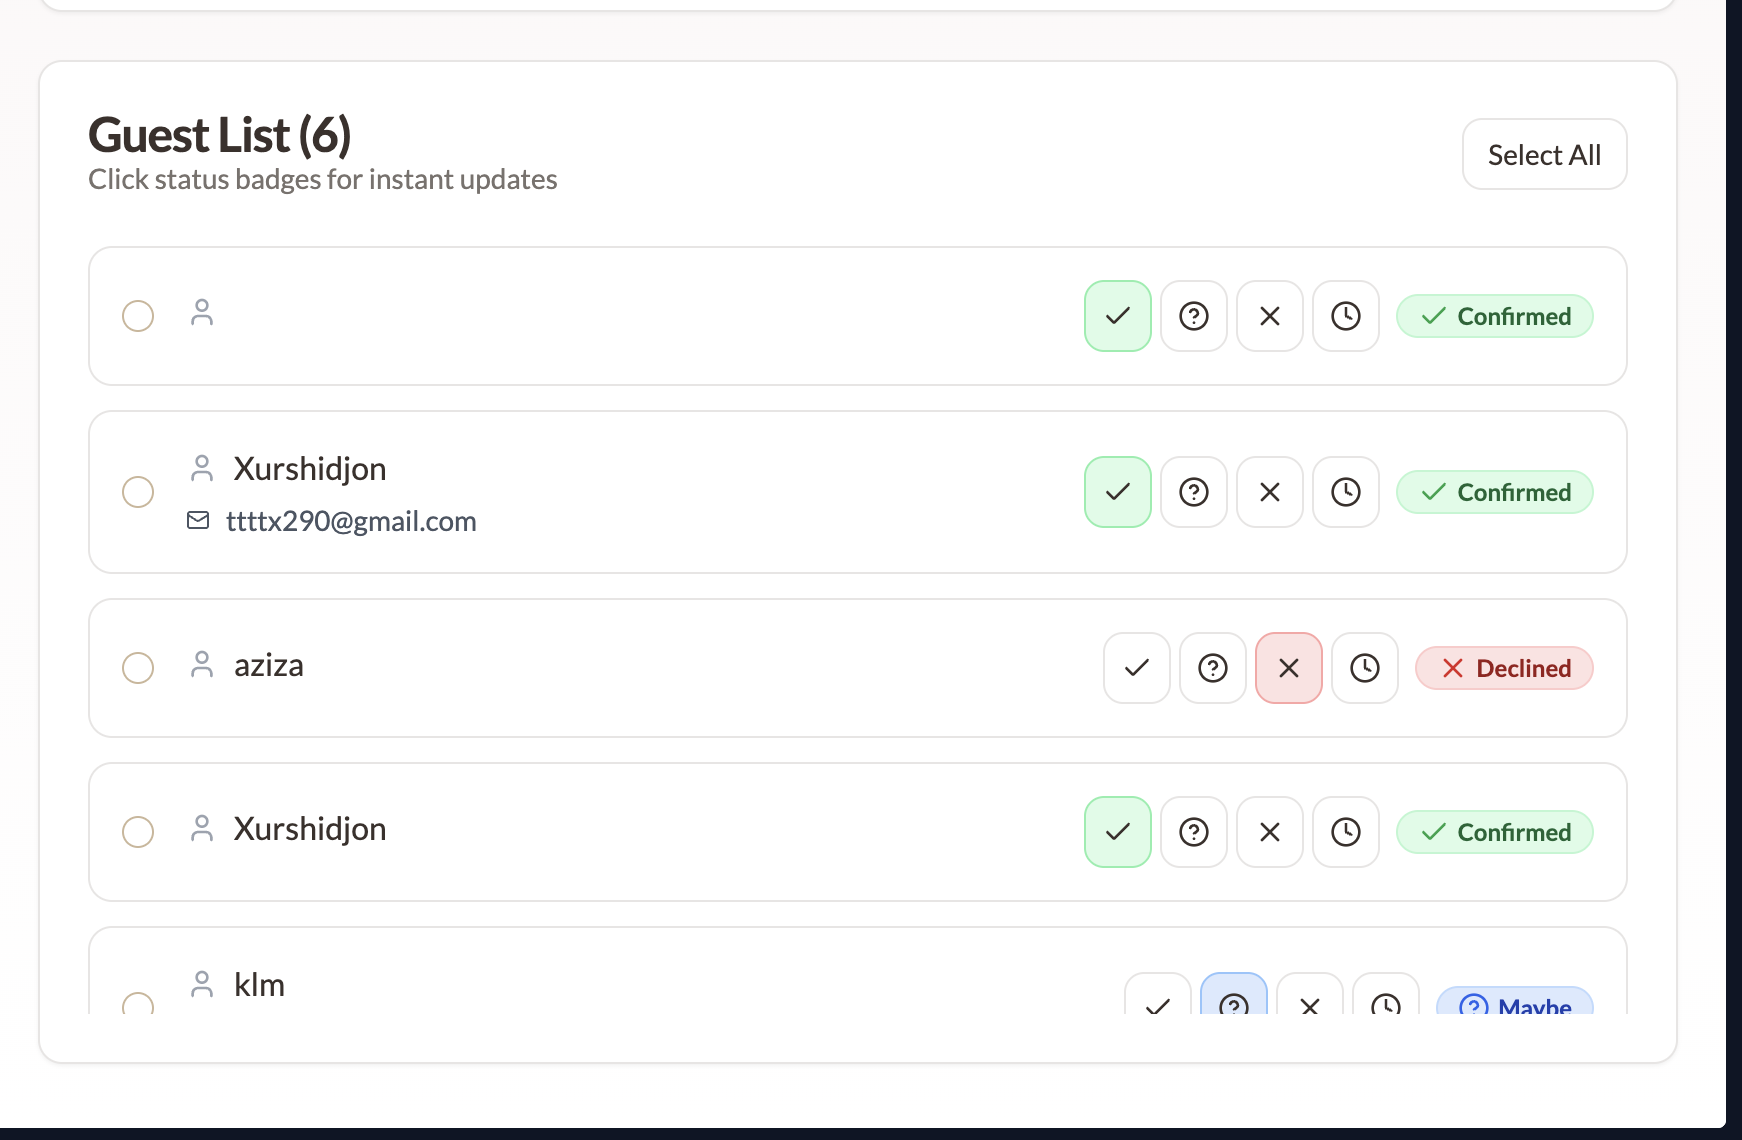 Guest List (6)
Click status badges for instant updates
Select All
Confirmed
Xurshidjon
ttttx290@gmail.com
Confirmed
aziza
Declined
Xurshidjon
Confirmed
klm
Maybe